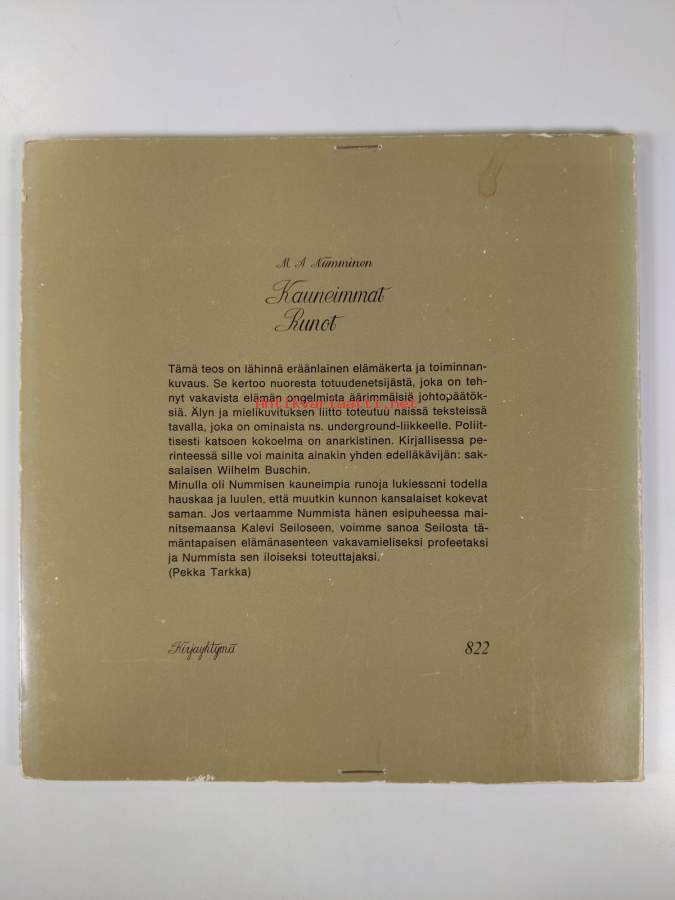 M. A Numminen
Kauneimmat
Runot
Tämä teos on lähinnä eräänlainen elämäkerta ja toiminnan-
kuvaus. Se kertoo nuoresta totuudenetsijästä, joka on teh-
nyt vakavista elämän ongelmista äärimmäisiä johtopäätök-
Antikvariaatti.net
siä. Älyn ja mielikuvituksen liitto toteutuu näissä teksteissä
tavalla, joka on ominaista ns. underground-liikkeelle. Poliit-
tisesti katsoen kokoelma on anarkistinen. Kirjallisessa pe-
rinteessä sille voi mainita ainakin yhden edelläkävijän: sak-
salaisen Wilhelm Buschin.
Minulla oli Nummisen kauneimpia runoja lukiessani todella
hauskaa ja luulen, että muutkin kunnon kansalaiset kokevat
saman. Jos vertaamme Nummista hänen esipuheessa mai-
nitsemaansa Kalevi Seiloseen, voimme sanoa Seilosta tä-
mäntapaisen elämänasenteen vakavamieliseksi profeetaksi
ja Nummista sen iloiseksi toteuttajaksi.
(Pekka Tarkka)
Kirjayhtymä
822